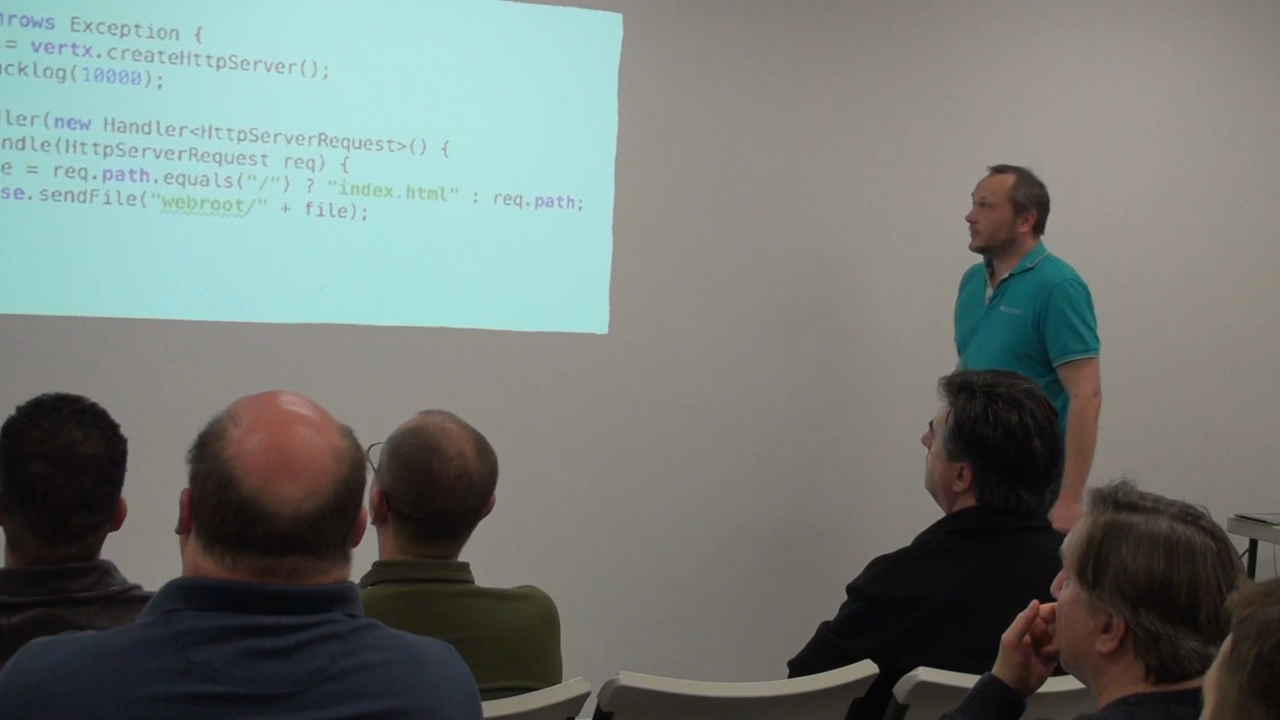 rows Exception {
= vertx.createHttpServer();
cklog(10000);
ler(new Handler<HttpServerRequest>() {
ndle(HttpServerRequest req) {
e = req.path.equals("/") ? "index.html" : req.path;
se.sendFile("webroot/" + file);